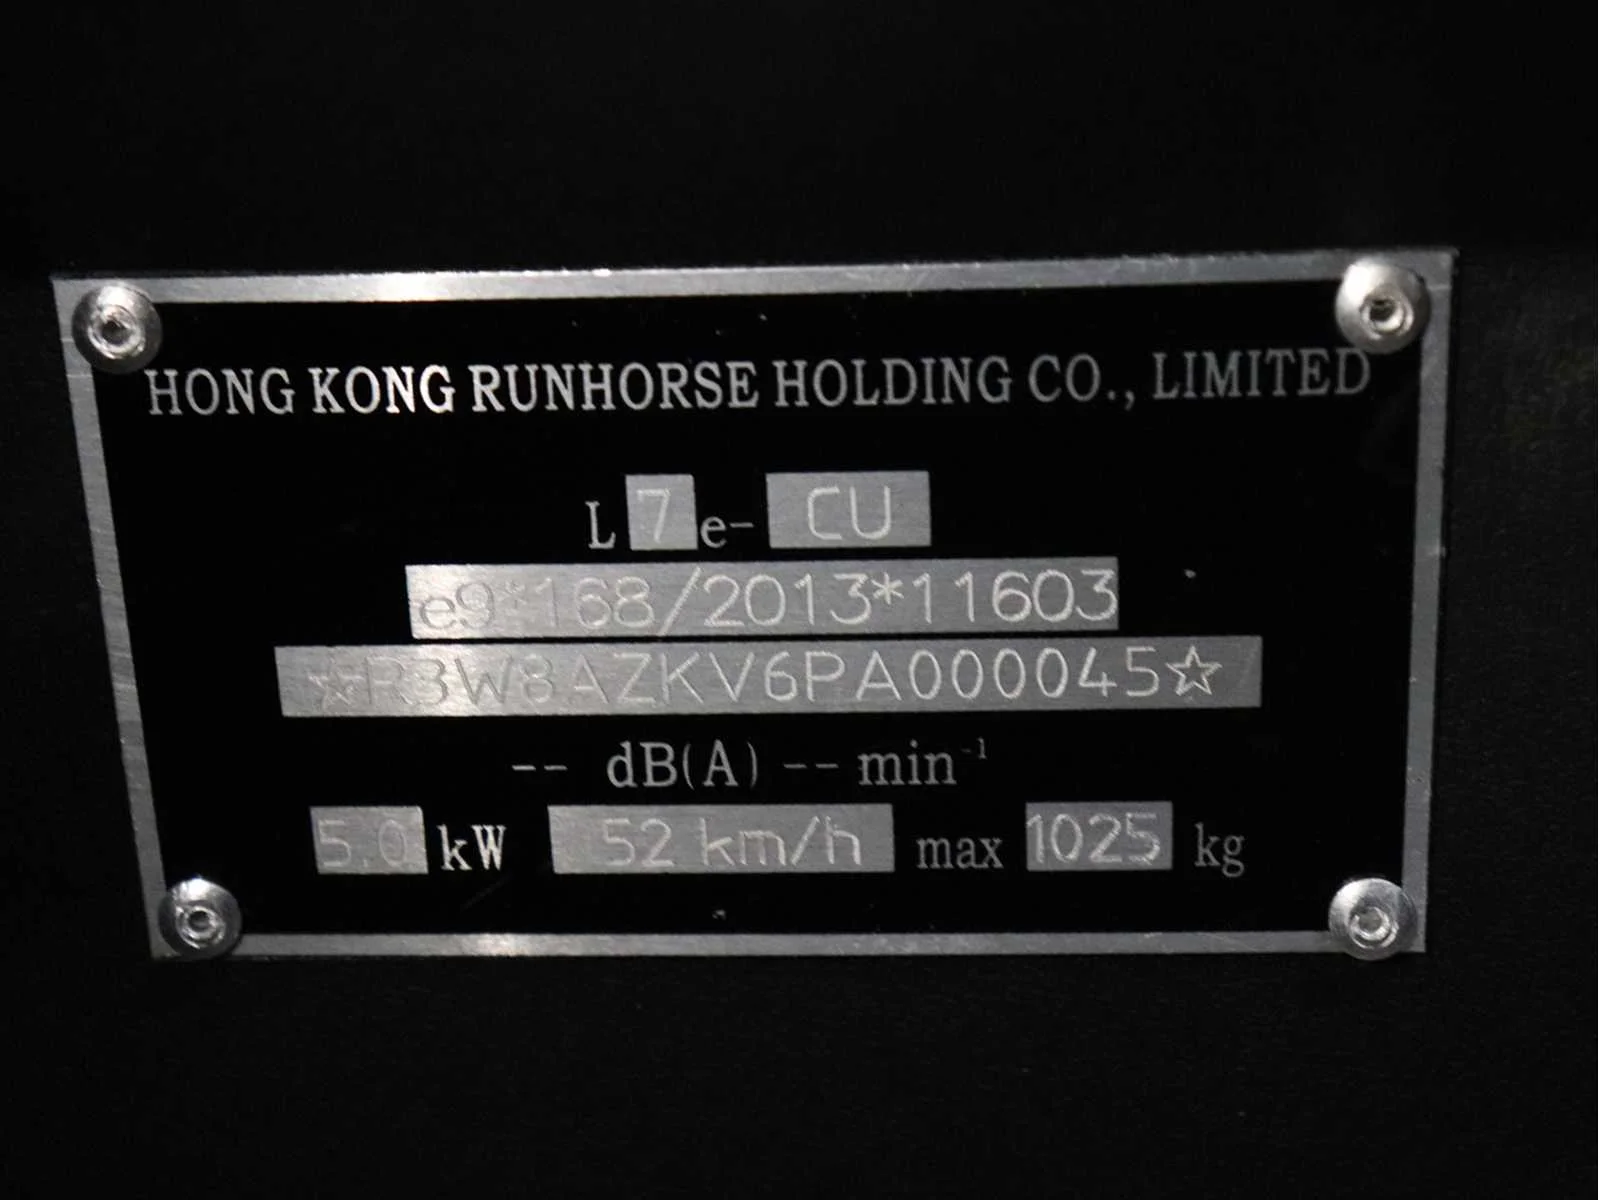 HONG KONG RUNHORSE HOLDING CO., LIMITED
L 7 e- CU
e9*168/2013*11603
☆R3W8AZKV6PA000045☆
-- dB(A) -- min⁻¹
5.0 kW 52 km/h max 1025 kg